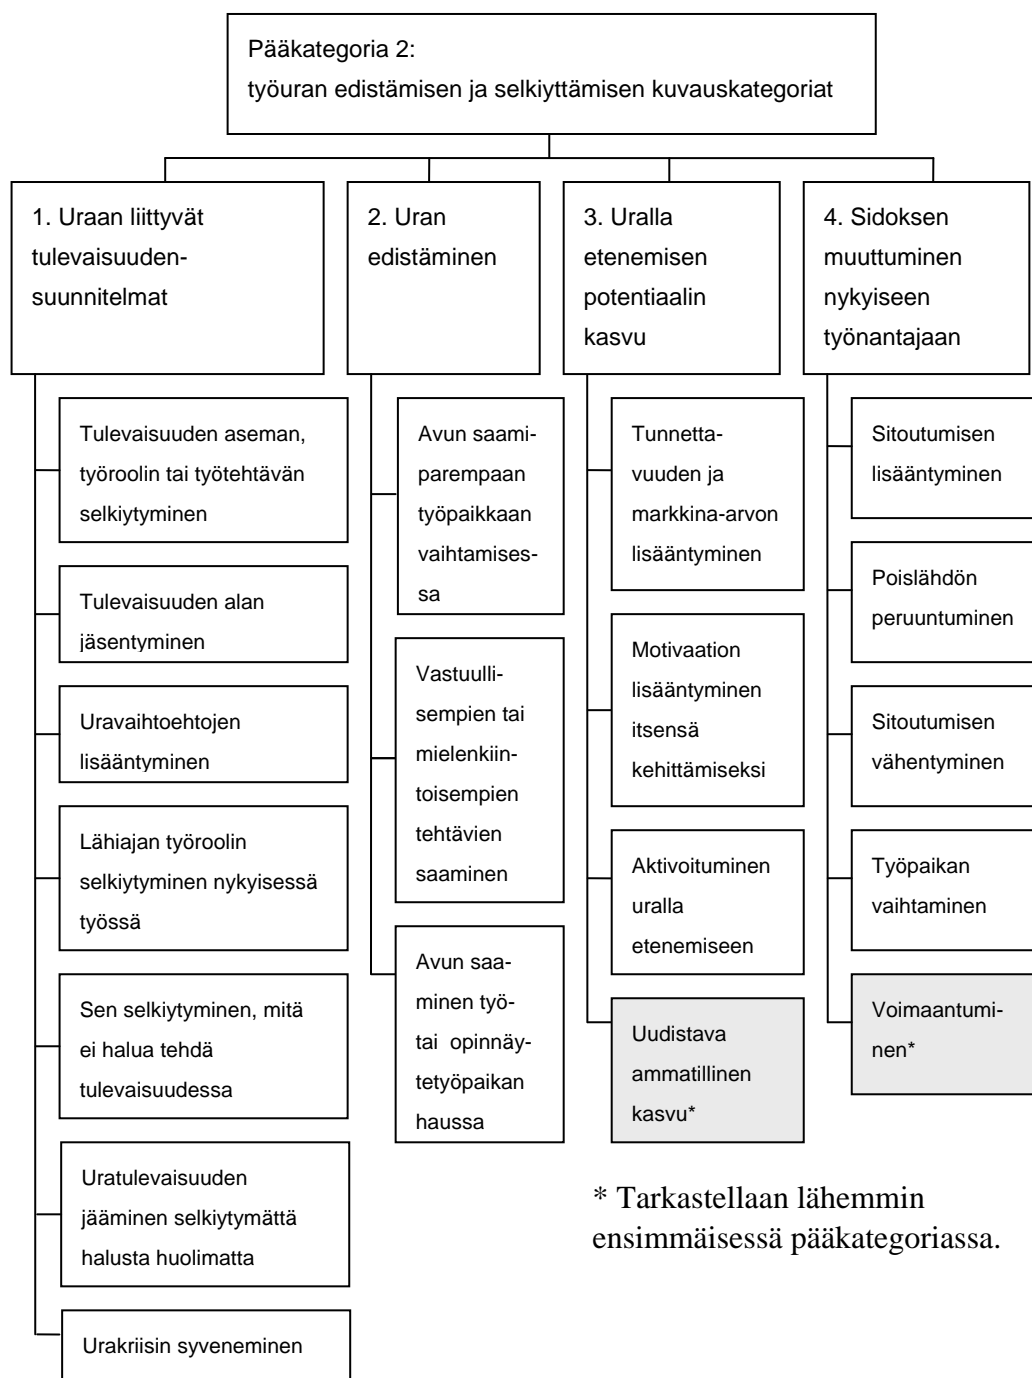 Pääkategoria 2:
työuran edistämisen ja selkiyttämisen kuvauskategoriat
1. Uraan liittyvät
tulevaisuuden-
suunnitelmat
Tulevaisuuden aseman,
työroolin tai työtehtävän
selkiytyminen
Tulevaisuuden alan
jäsentyminen
Uravaihtoehtojen
lisääntyminen
Lähiajan työroolin
selkiytyminen nykyisessä
työssä
Sen selkiytyminen, mitä
ei halua tehdä
tulevaisuudessa
Uratulevaisuuden
jääminen selkiytymättä
halusta huolimatta
Urakriisin syveneminen
2. Uran
edistäminen
Avun saami-
parempaan
työpaikkaan
vaihtamises-
sa
Vastuulli-
sempien tai
mielenkiin-
toisempien
tehtävien
saaminen
Avun saa-
minen työ-
tai opinnäy-
tetyöpaikan
haussa
3. Uralla
etenemisen
potentiaalin
kasvu
Tunnetta-
vuuden ja
markkina-arvon
lisääntyminen
Motivaation
lisääntyminen
itsensä
kehittämiseksi
Aktivoituminen
uralla
etenemiseen
Uudistava
ammatillinen
kasvu*
4. Sidoksen
muuttuminen
nykyiseen
työnantajaan
Sitoutumisen
lisääntyminen
Poislähdön
peruuntuminen
Sitoutumisen
vähentyminen
Työpaikan
vaihtaminen
Voimaantumi-
nen*
* Tarkastellaan lähemmin
ensimmäisessä pääkategoriassa.